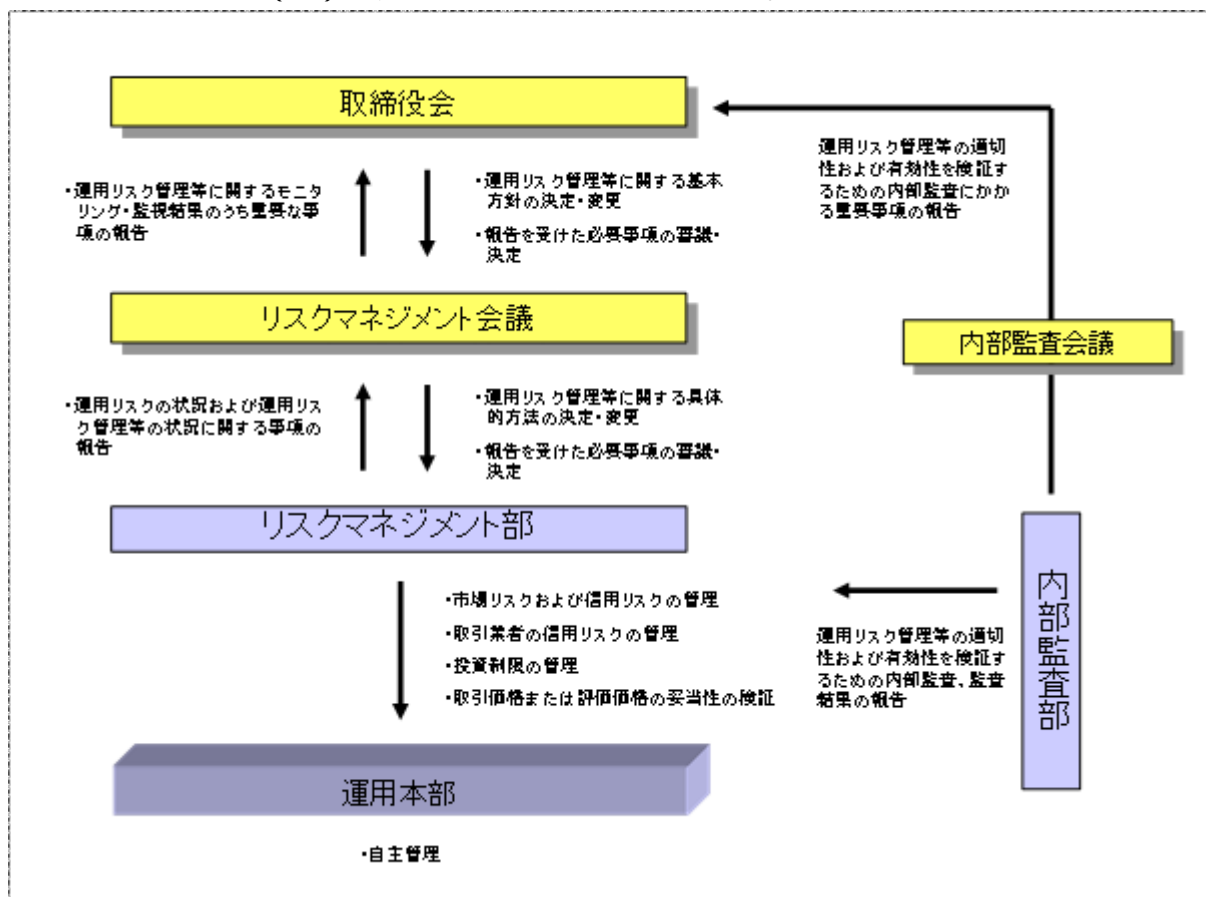 取締役会
・運用リスク管理等に関するモニタ
リング・監視結果のうち重要な事
項の報告
・運用リスク管理等に関する基本
方針の決定・変更
・報告を受けた必要事項の審議・
決定
運用リスク管理等の適切
性および有効性を検証す
るための内部監査にかか
る重要事項の報告
リスクマネジメント会議
内部監査会議
・運用リスクの状況および運用リス
ク管理等の状況に関する事項の
報告
・運用リスク管理等に関する具体
的方法の決定・変更
・報告を受けた必要事項の審議・
決定
リスクマネジメント部
・市場リスクおよび信用リスクの管理
・取引業者の信用リスクの管理
・投資制限の管理
・取引価格または評価価格の妥当性の検証
運用リスク管理等の適切
性および有効性を検証す
るための内部監査、監査
結果の報告
内部監査部
運用本部
・自主管理